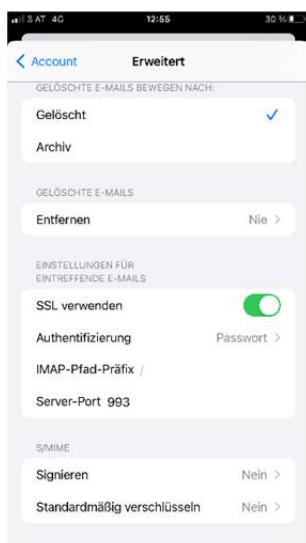 3 AT 4G 12:55 30 %
Account Erweitert
GELÖSCHTE E-MAILS BEWEGEN NACH:
Gelöscht
Archiv
GELÖSCHTE E-MAILS
Entfernen Nie
EINSTELLUNGEN FÜR
EINTREFFENDE E-MAILS
SSL verwenden
Authentifizierung Passwort
IMAP-Pfad-Präfix /
Server-Port 993
S/MIME
Signieren Nein
Standardmäßig verschlüsseln Nein